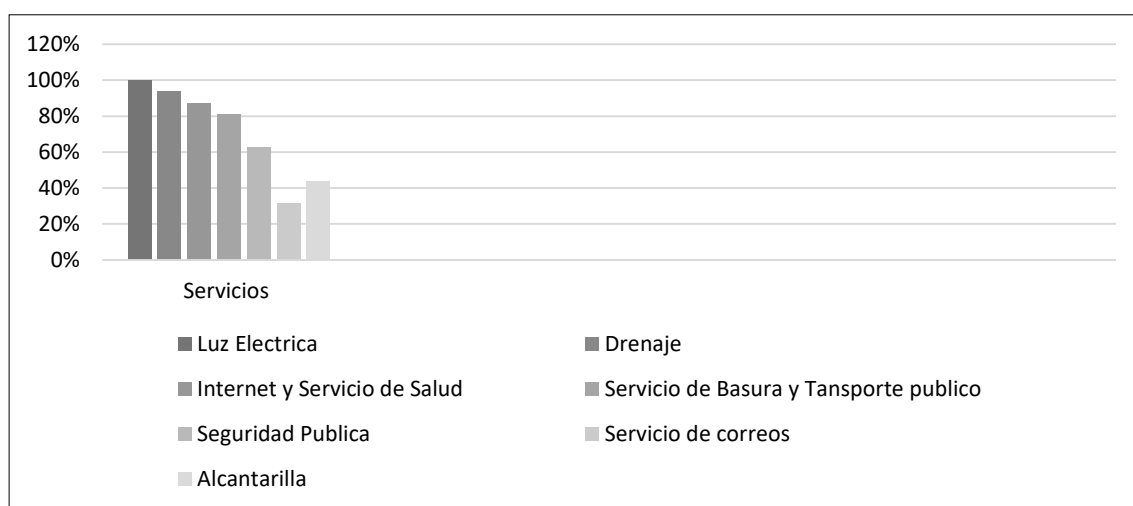 120%
100%
80%
60%
40%
20%
0%
Servicios
Luz Electrica
Drenaje
Internet y Servicio de Salud
Servicio de Basura y Tansporte publico
Seguridad Publica
Servicio de correos
Alcantarilla